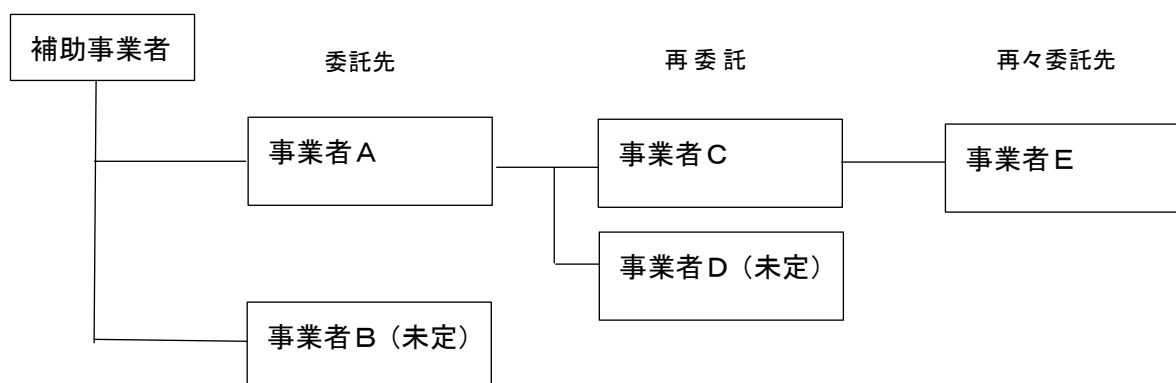 補助事業者
委託先
再 委 託
再々委託先
事業者A
事業者C
事業者E
事業者D（未定）
事業者B（未定）